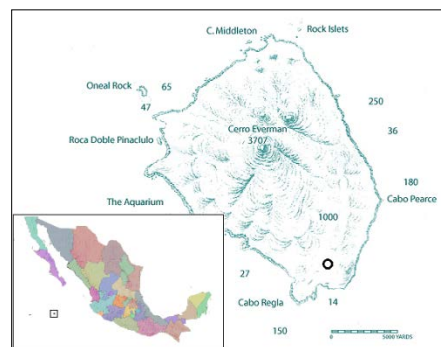 C. Middleton
Rock Islets
Oneal Rock
65
47
250
36
Roca Doble Pinaclulo
Cerro Everman
3707
180
Cabo Pearce
The Aquarium
1000
27
Cabo Regla
14
150
0
5000 YARDS